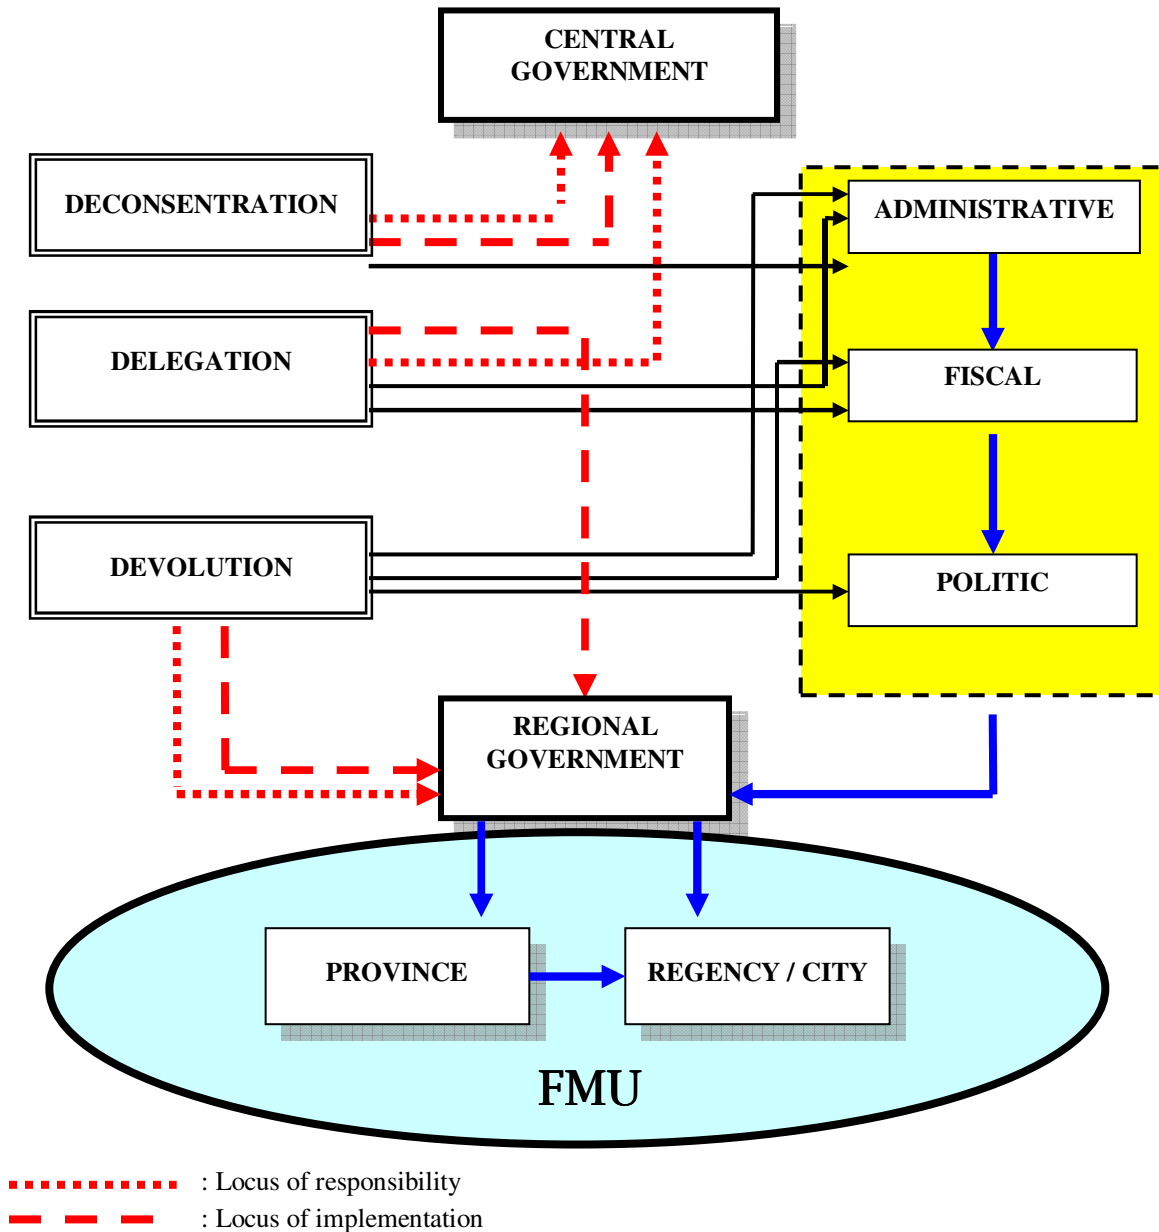 CENTRAL
GOVERNMENT
DECONSENTRATION
ADMINISTRATIVE
DELEGATION
FISCAL
DEVOLUTION
POLITIC
REGIONAL
GOVERNMENT
PROVINCE
REGENCY / CITY
FMU
: Locus of responsibility
: Locus of implementation